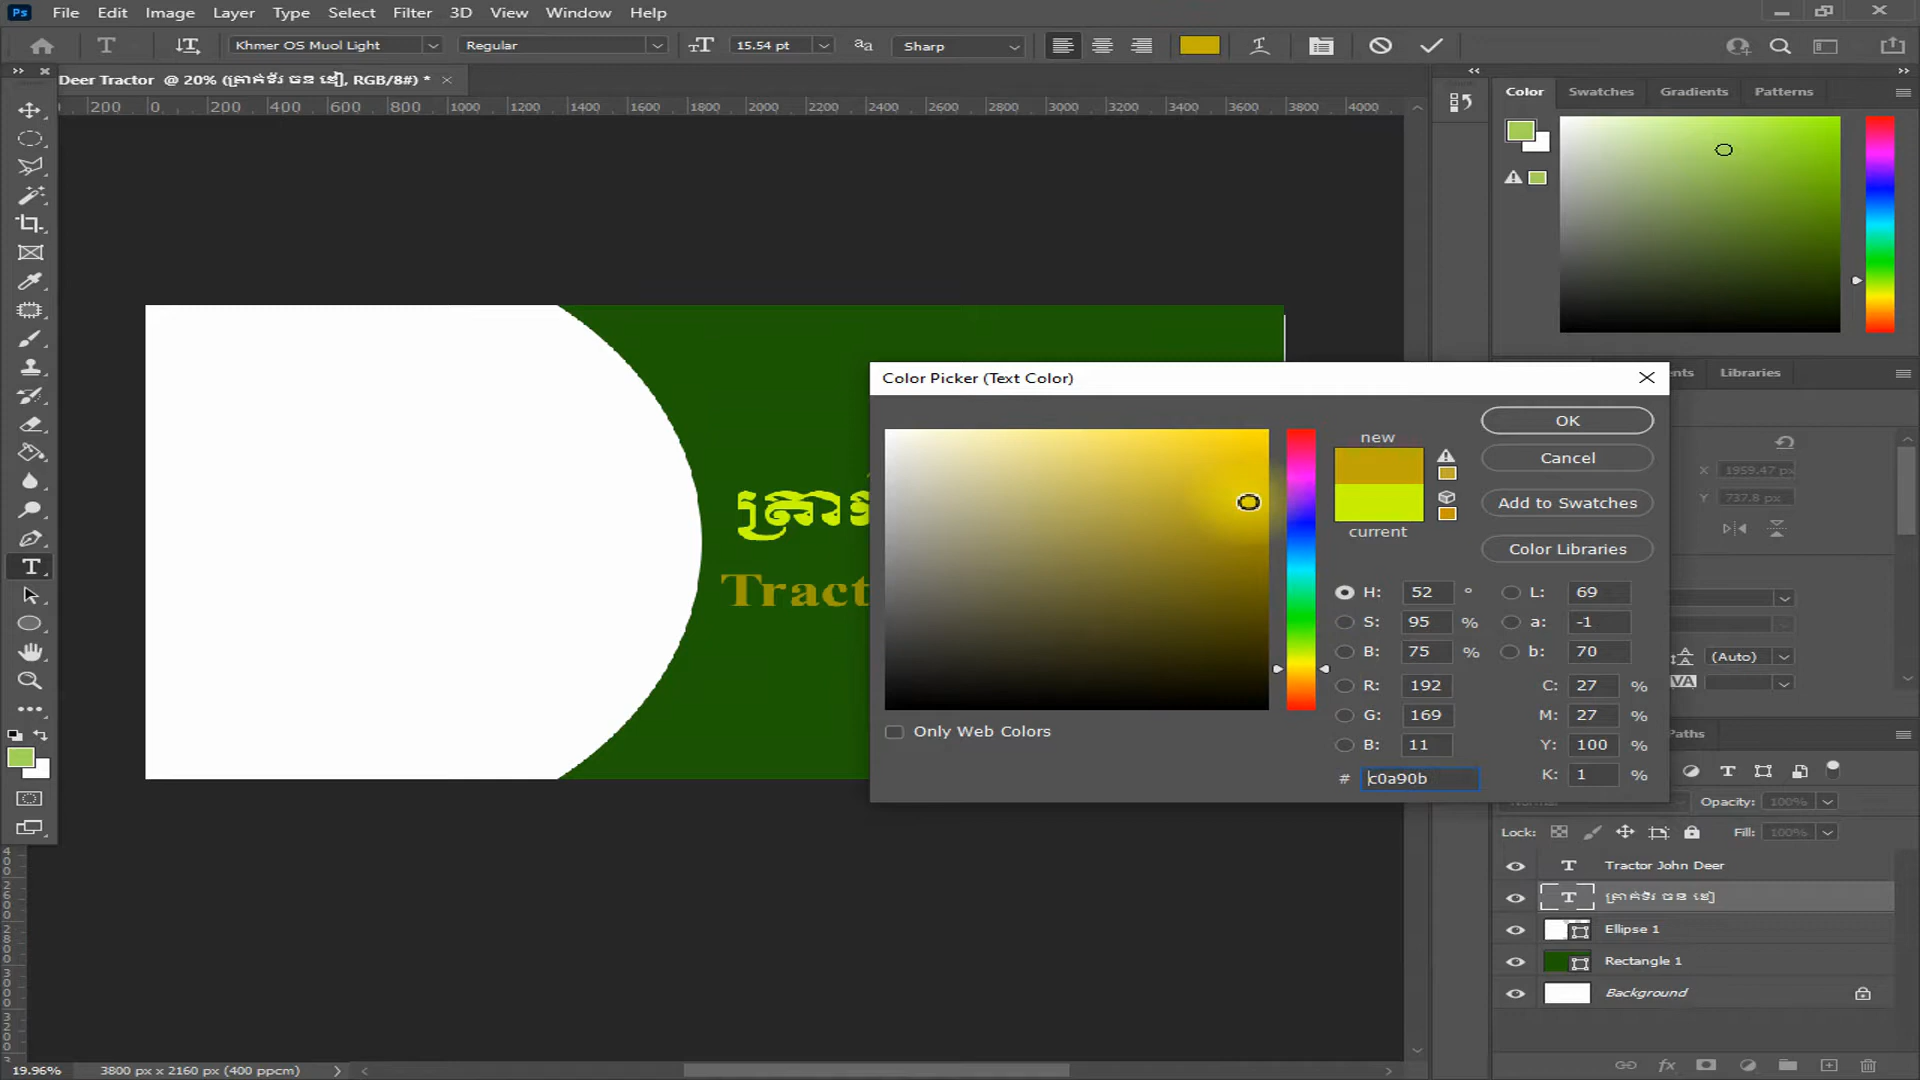 Ps File Edit Image Layer Type Select Filter 3D View Window Help
T Khmer OS Muol Light Regular 15.54 pt Sharp
Deer Tractor @ 20% (ត្រាក់ទ័រ ចន ឌៀ, RGB/8#) *
200 0 200 400 600 800 1000 1200 1400 1600 1800 2000 2200 2400 2600 2800 3000 3200 3400 3600 3800 4000
Color Swatches Gradients Patterns
Libraries
Color Picker (Text Color)
new
current
OK
Cancel
Add to Swatches
Color Libraries
H: 52 °
S: 95 %
B: 75 %
R: 192
G: 169
B: 11
# c0a90b
L: 69
a: -1
b: 70
C: 27 %
M: 27 %
Y: 100 %
K: 1 %
Only Web Colors
Tract
X 1959.47 px
Y 737.8 px
(Auto)
Paths
Opacity: 100%
Lock: Fill: 100%
T Tractor John Deer
T ត្រាក់ទ័រ ចន ឌៀ
Ellipse 1
Rectangle 1
Background
19.96% 3800 px x 2160 px (400 ppcm)